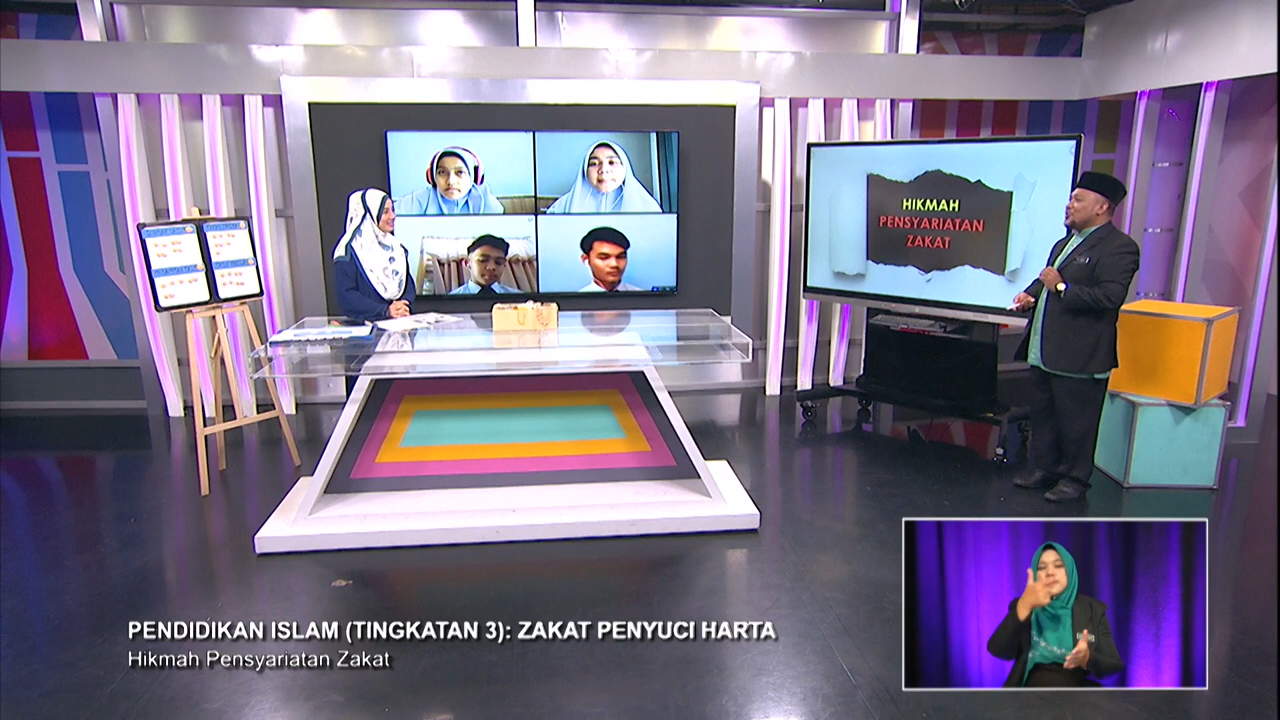 HIKMAH
PENSYARIATAN
ZAKAT
PENDIDIKAN ISLAM (TINGKATAN 3): ZAKAT PENYUCI HARTA
Hikmah Pensyariatan Zakat